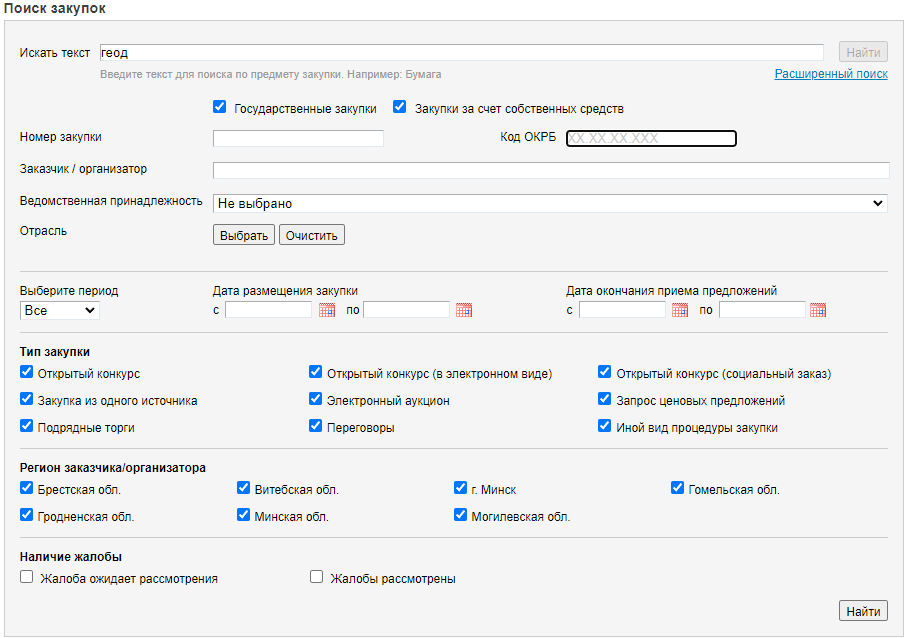 Поиск закупок
Искать текст геод Найти
Введите текст для поиска по предмету закупки. Например: Бумага Расширенный поиск
Государственные закупки Закупки за счет собственных средств
Номер закупки Код ОКРБ XX.XX.XX.XXX
Заказчик / организатор
Ведомственная принадлежность Не выбрано
Отрасль Выбрать Очистить
Выберите период Дата размещения закупки Дата окончания приема предложений
Все с по с по
Тип закупки
Открытый конкурс Открытый конкурс (в электронном виде) Открытый конкурс (социальный заказ)
Закупка из одного источника Электронный аукцион Запрос ценовых предложений
Подрядные торги Переговоры Иной вид процедуры закупки
Регион заказчика/организатора
Брестская обл. Витебская обл. г. Минск Гомельская обл.
Гродненская обл. Минская обл. Могилевская обл.
Наличие жалобы
Жалоба ожидает рассмотрения Жалобы рассмотрены
Найти